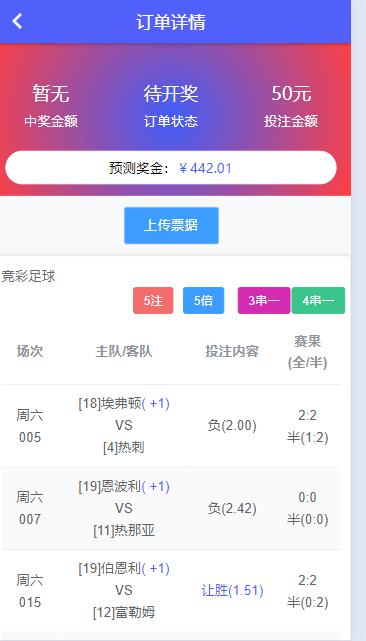 订单详情
暂无 待开奖 50元
中奖金额 订单状态 投注金额
预测奖金：￥442.01
上传票据
竞彩足球
5注 5倍 3串一 4串一
场次 主队/客队 投注内容 赛果
(全/半)
周六
005
[18]埃弗顿( +1)
VS
[4]热刺
负(2.00)
2:2
半(1:2)
周六
007
[19]恩波利( +1)
VS
[11]热那亚
负(2.42)
0:0
半(0:0)
周六
015
[19]伯恩利( +1)
VS
[12]富勒姆
让胜(1.51)
2:2
半(0:2)